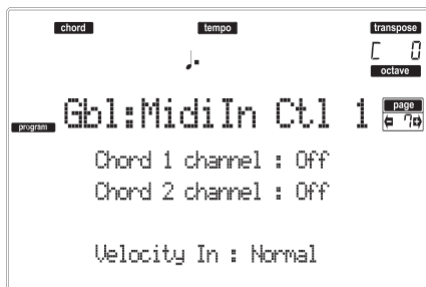 chord tempo transpose
C 0
octave
Gbl:MidiIn Ctl 1
page
program
7
Chord 1 channel : Off
Chord 2 channel : Off
Velocity In : Normal